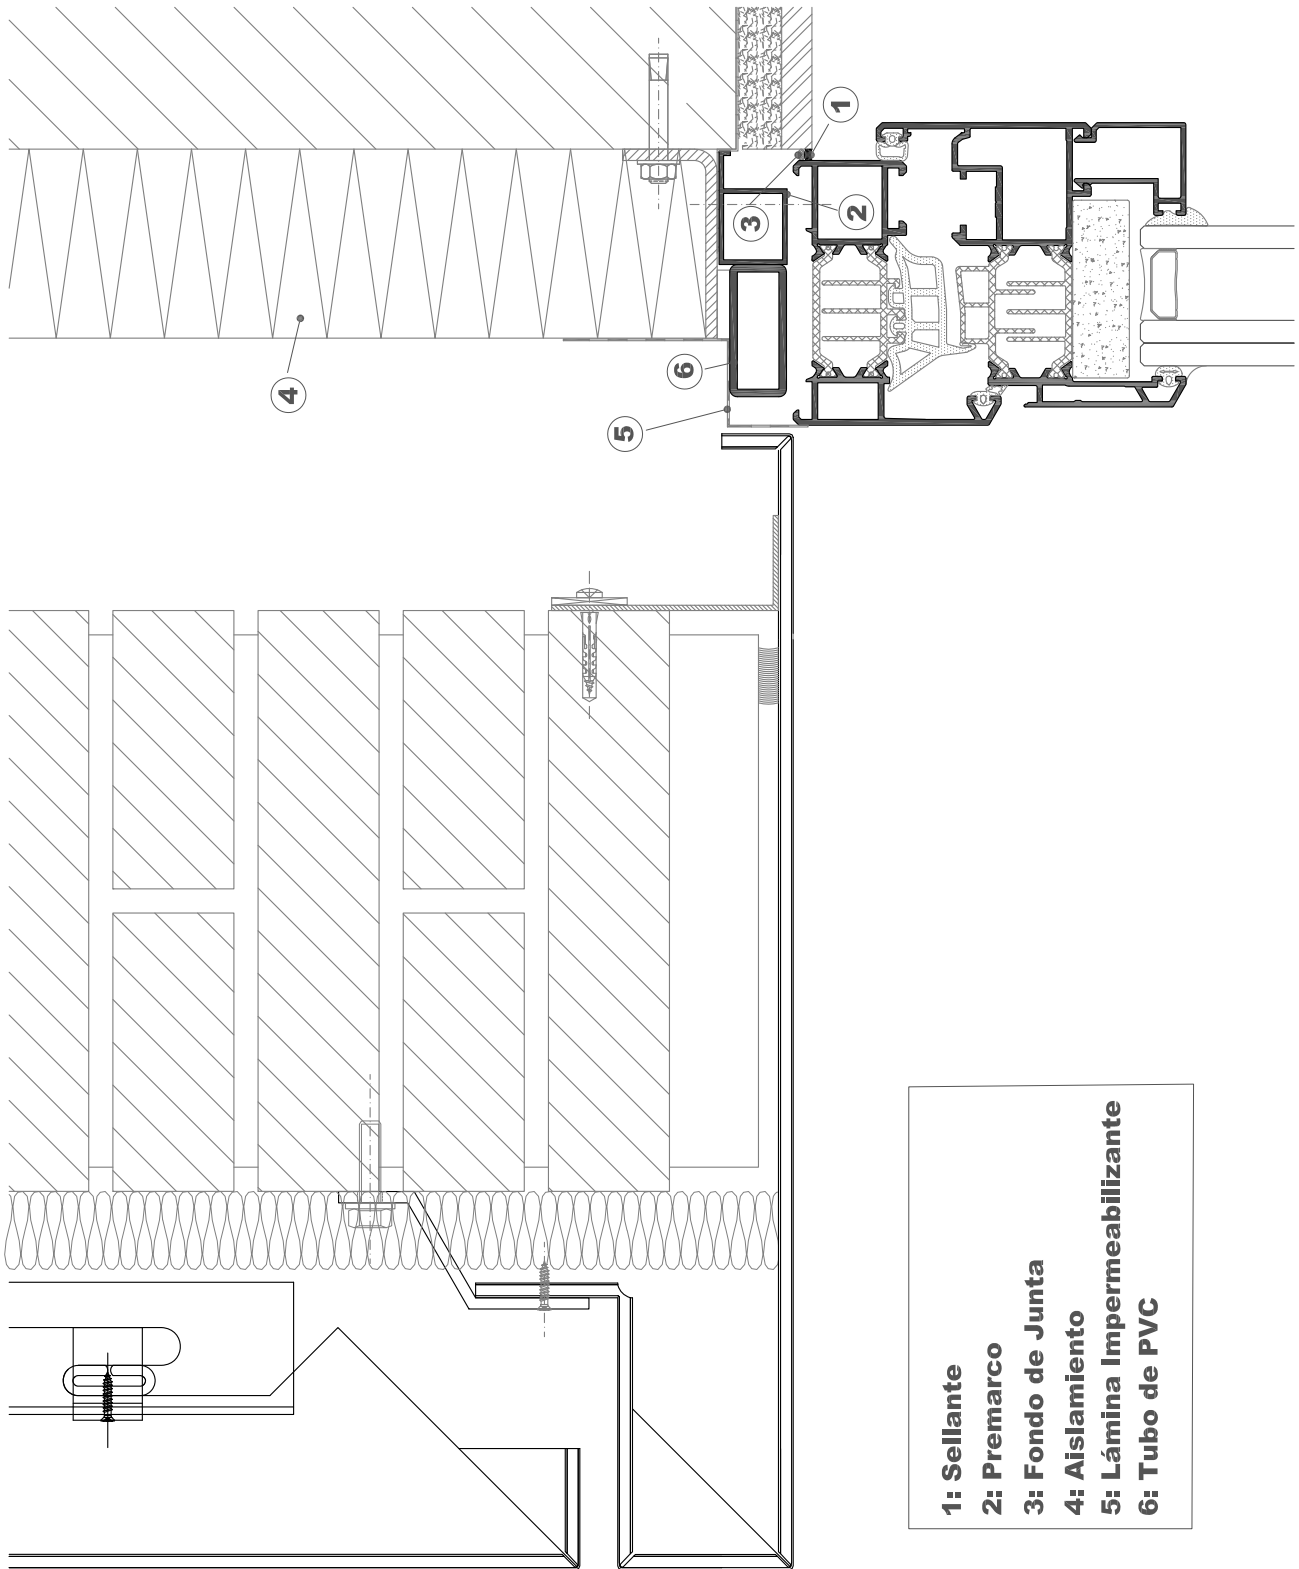 1
2
3
4
5
6
1: Sellante
2: Premarco
3: Fondo de Junta
4: Aislamiento
5: Lámina Impermeabilizante
6: Tubo de PVC